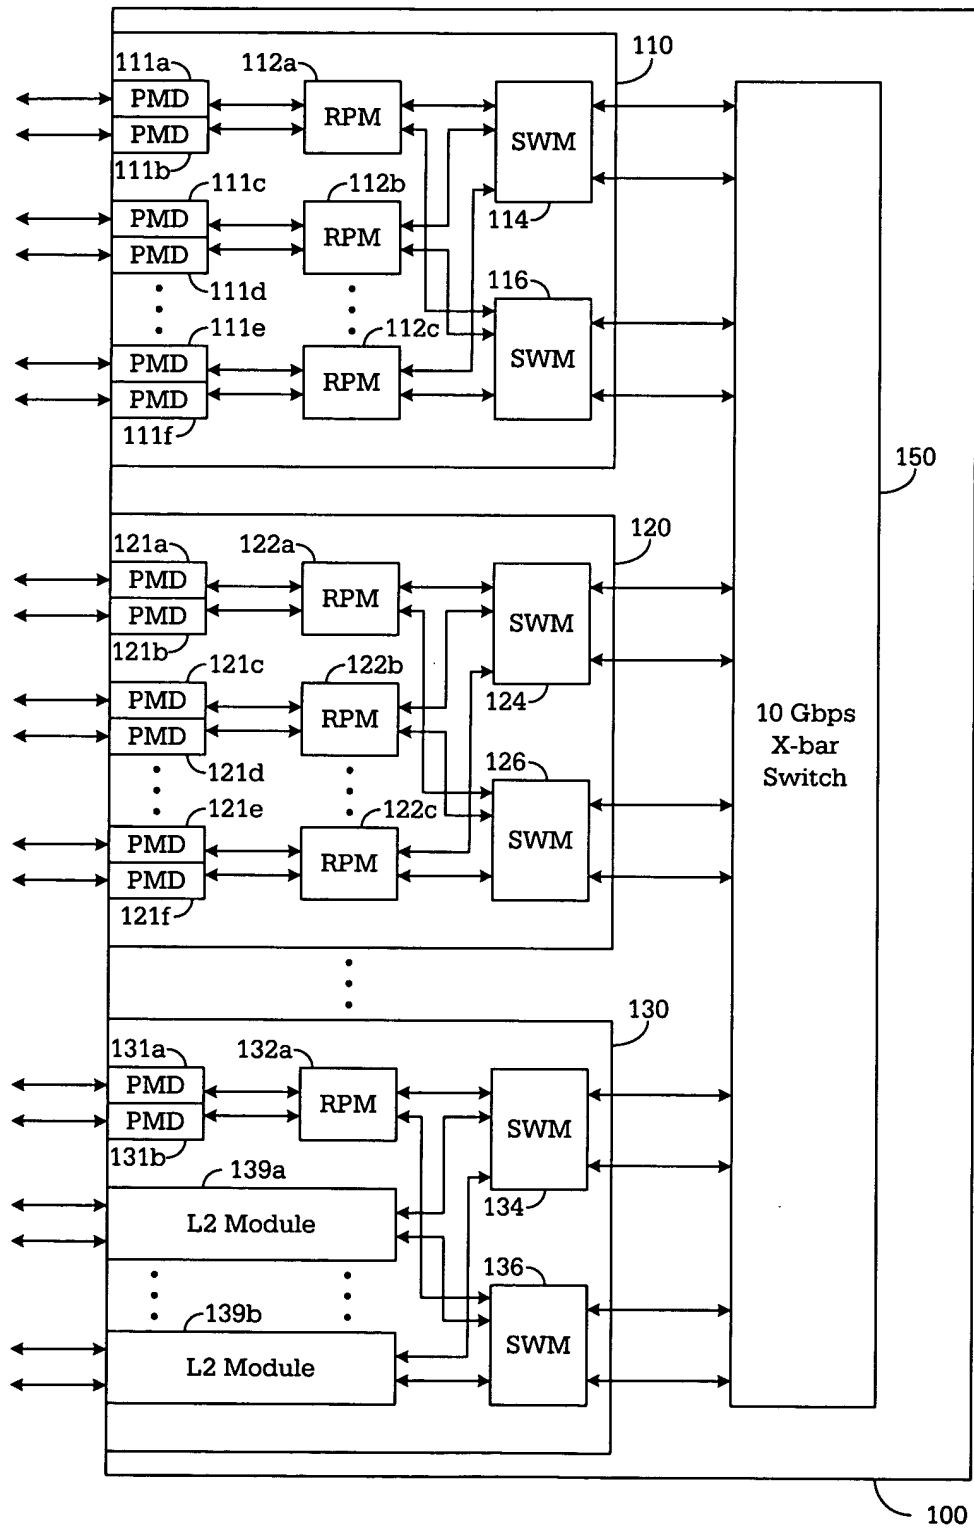 110
111a
112a
PMD
PMD
RPM
SWM
111b
111c
112b
114
PMD
PMD
RPM
111d
116
111e
112c
PMD
PMD
RPM
SWM
111f
150
120
121a
122a
PMD
PMD
RPM
SWM
121b
121c
122b
124
PMD
PMD
RPM
10 Gbps
X-bar
Switch
121d
126
121e
122c
PMD
PMD
RPM
SWM
121f
130
131a
132a
PMD
PMD
RPM
SWM
131b
139a
134
L2 Module
136
139b
L2 Module
SWM
100